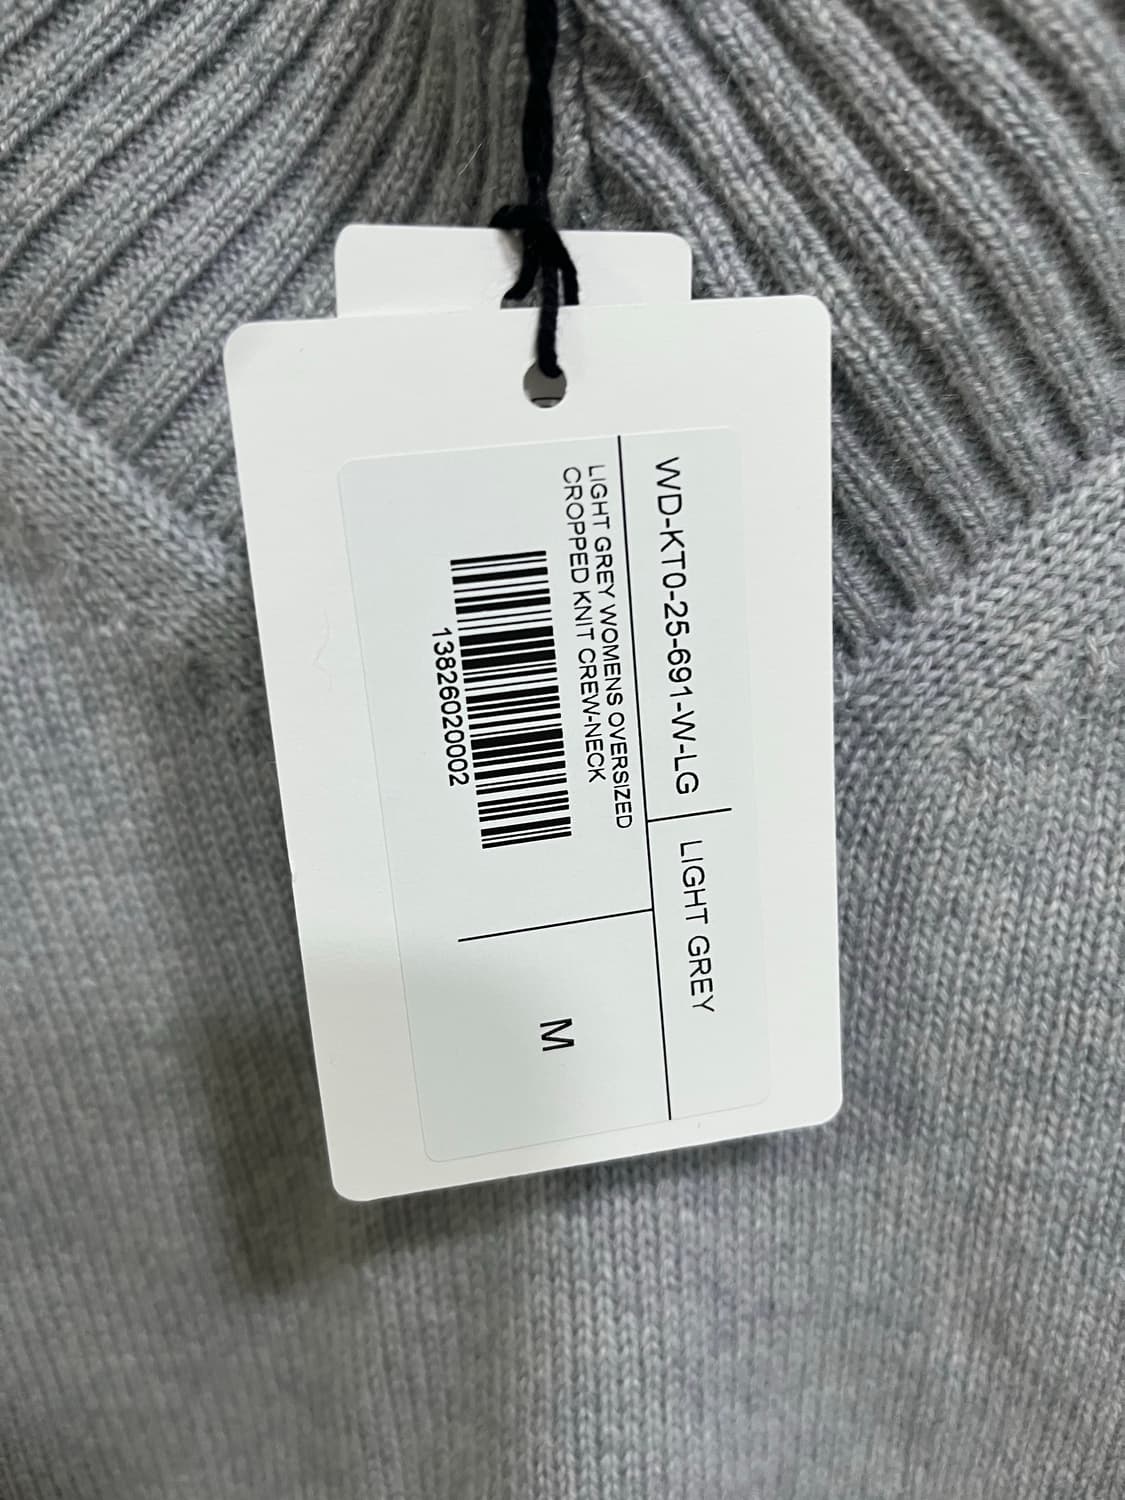 WD-KT0-25-691-W-LG
LIGHT GREY
LIGHT GREY WOMENS OVERSIZED
CROPPED KNIT CREW-NECK
13826020002
M